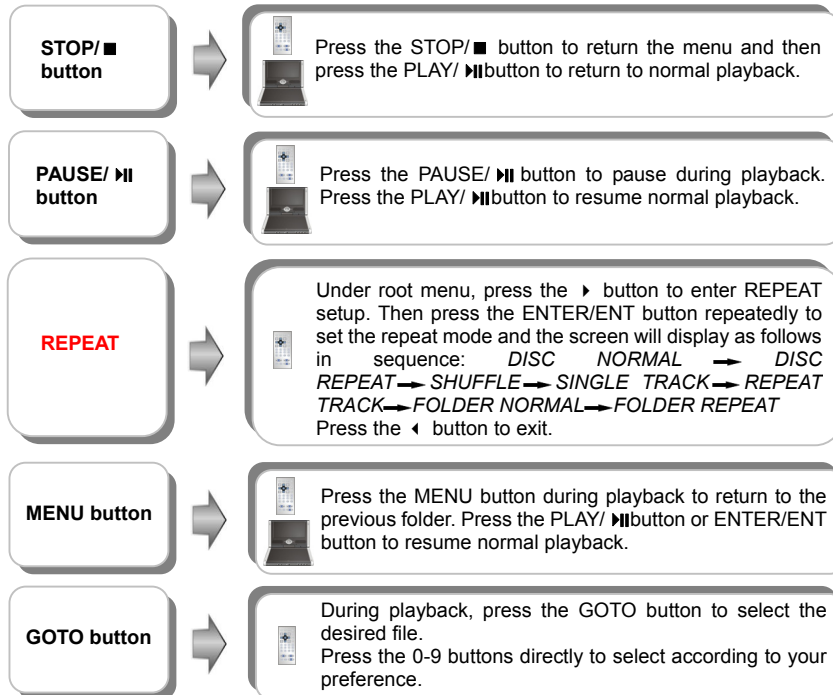 STOP/ ■
button
Press the STOP/ ■ button to return the menu and then
press the PLAY/ ⏯button to return to normal playback.
PAUSE/ ⏯
button
Press the PAUSE/ ⏯ button to pause during playback.
Press the PLAY/ ⏯button to resume normal playback.
REPEAT
Under root menu, press the ▸ button to enter REPEAT
setup. Then press the ENTER/ENT button repeatedly to
set the repeat mode and the screen will display as follows
in sequence: DISC NORMAL → DISC
REPEAT→ SHUFFLE→ SINGLE TRACK→ REPEAT
TRACK→FOLDER NORMAL→FOLDER REPEAT
Press the ◂ button to exit.
MENU button
Press the MENU button during playback to return to the
previous folder. Press the PLAY/ ⏯button or ENTER/ENT
button to resume normal playback.
GOTO button
During playback, press the GOTO button to select the
desired file.
Press the 0-9 buttons directly to select according to your
preference.